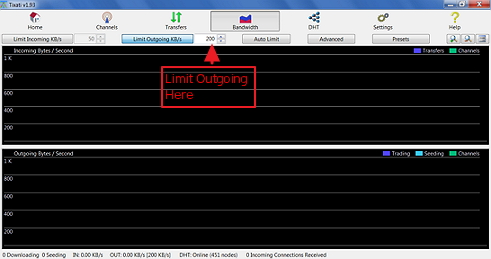 Tixati v1.93
Home
Channels
Transfers
Bandwidth
DHT
Settings
Help
Limit Incoming KB/s
50
Limit Outgoing KB/s
200
Auto Limit
Advanced
Presets
Incoming Bytes / Second
Transfers
Channels
1 K
800
600
400
200
Limit Outgoing
Here
Outgoing Bytes / Second
Trading
Seeding
Channels
1 K
800
600
400
200
0 Downloading 0 Seeding IN: 0.00 KB/s OUT: 0.00 KB/s [200 KB/s] DHT: Online (451 nodes) 0 Incoming Connections Received